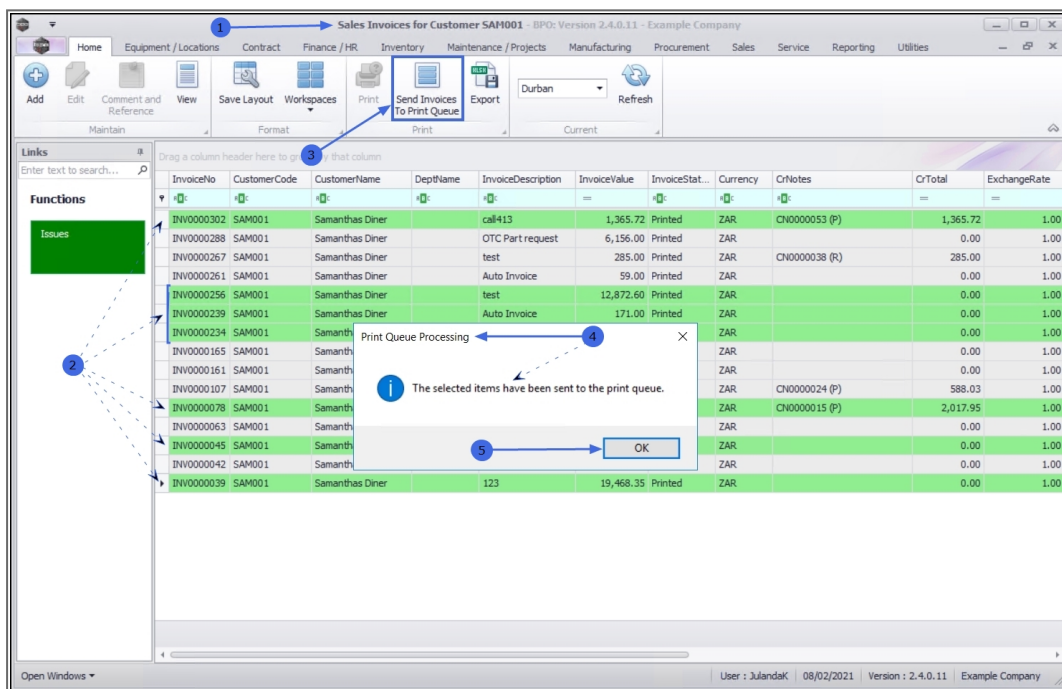 1
Sales Invoices for Customer SAM001 - BPO: Version 2.4.0.11 - Example Company
Home Equipment / Locations Contract Finance / HR Inventory Maintenance / Projects Manufacturing Procurement Sales Service Reporting Utilities
Add Edit Comment and Reference View Save Layout Workspaces Print Send Invoices To Print Queue Export Durban Refresh
Maintain Format Print Current
3
Links
Drag a column header here to gr by that column
Enter text to search...
InvoiceNo CustomerCode CustomerName DeptName InvoiceDescription InvoiceValue InvoiceStat... Currency CrNotes CrTotal ExchangeRate
Functions
Issues
INV0000302 SAM001 Samanthas Diner call413 1,365.72 Printed ZAR CN0000053 (P) 1,365.72 1.00
INV0000288 SAM001 Samanthas Diner OTC Part request 6,156.00 Printed ZAR 0.00 1.00
INV0000267 SAM001 Samanthas Diner test 285.00 Printed ZAR CN0000038 (R) 285.00 1.00
INV0000261 SAM001 Samanthas Diner Auto Invoice 59.00 Printed ZAR 0.00 1.00
INV0000256 SAM001 Samanthas Diner test 12,872.60 Printed ZAR 0.00 1.00
INV0000239 SAM001 Samanthas Diner Auto Invoice 171.00 Printed ZAR 0.00 1.00
INV0000234 SAM001 Samanth ZAR 0.00 1.00
INV0000165 SAM001 Samanth ZAR 0.00 1.00
INV0000161 SAM001 Samanth ZAR 0.00 1.00
INV0000107 SAM001 Samanth ZAR CN0000024 (P) 588.03 1.00
INV0000078 SAM001 Samanth ZAR CN0000015 (P) 2,017.95 1.00
INV0000063 SAM001 Samanth ZAR 0.00 1.00
INV0000045 SAM001 Samanth ZAR 0.00 1.00
INV0000042 SAM001 Samanth ZAR 0.00 1.00
INV0000039 SAM001 Samanthas Diner 123 19,468.35 Printed ZAR 0.00 1.00
2
Print Queue Processing
4
The selected items have been sent to the print queue.
5
OK
Open Windows
User : JulandaK 08/02/2021 Version : 2.4.0.11 Example Company